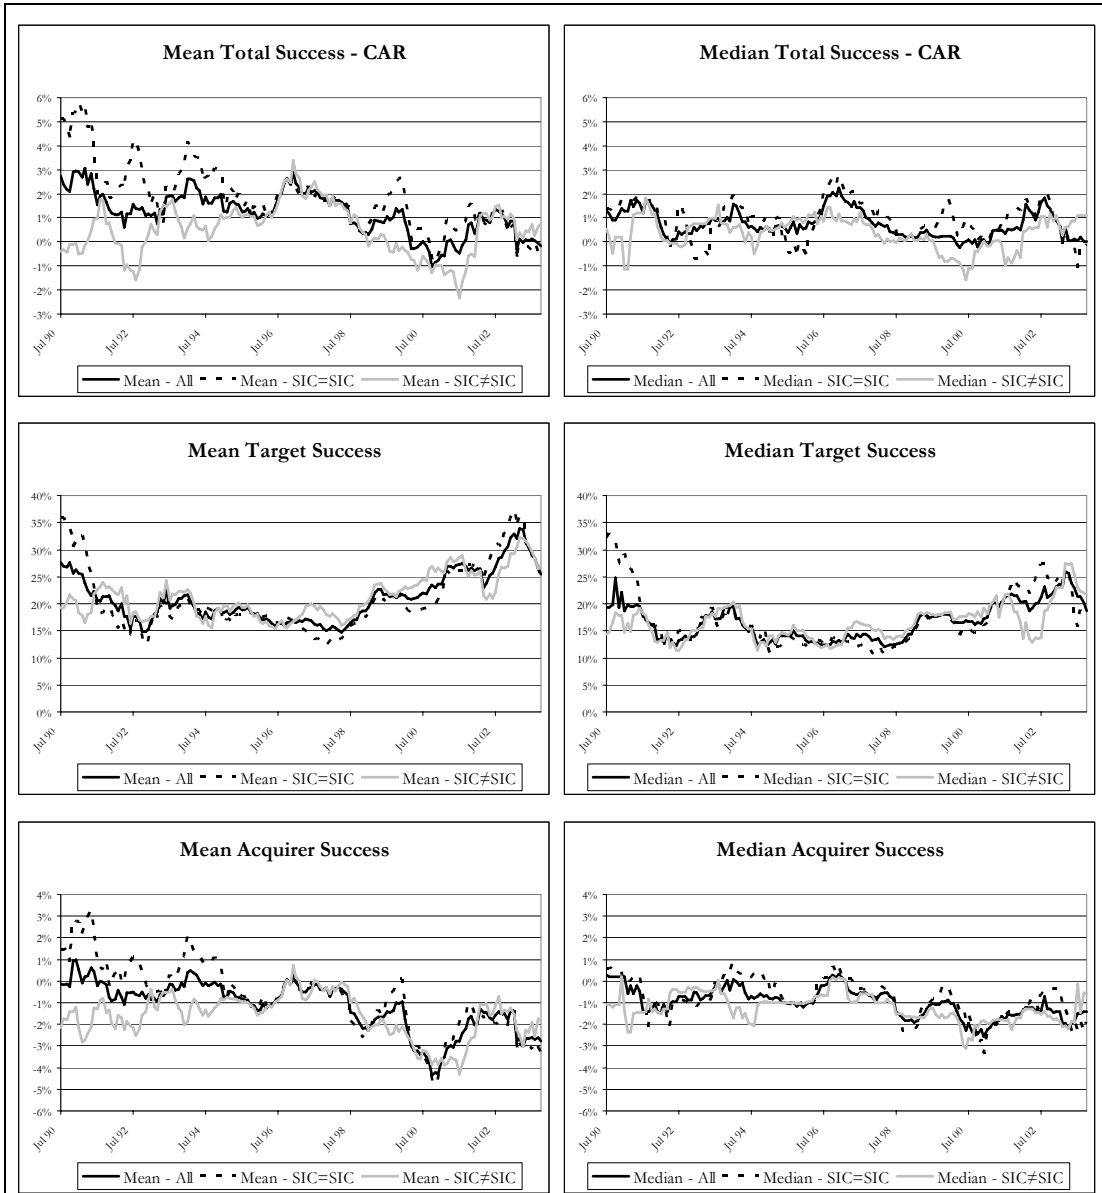 Mean Total Success - CAR
6%
5%
4%
3%
2%
1%
0%
-1%
-2%
-3%
Jul 90
Jul 92
Jul 94
Jul 96
Jul 98
Jul 00
Jul 02
Mean - All Mean - SIC=SIC Mean - SIC≠SIC
Median Total Success - CAR
6%
5%
4%
3%
2%
1%
0%
-1%
-2%
-3%
Jul 90
Jul 92
Jul 94
Jul 96
Jul 98
Jul 00
Jul 02
Median - All Median - SIC=SIC Median - SIC≠SIC
Mean Target Success
40%
35%
30%
25%
20%
15%
10%
5%
0%
Jul 90
Jul 92
Jul 94
Jul 96
Jul 98
Jul 00
Jul 02
Mean - All Mean - SIC=SIC Mean - SIC≠SIC
Median Target Success
40%
35%
30%
25%
20%
15%
10%
5%
0%
Jul 90
Jul 92
Jul 94
Jul 96
Jul 98
Jul 00
Jul 02
Median - All Median - SIC=SIC Median - SIC≠SIC
Mean Acquirer Success
4%
3%
2%
1%
0%
-1%
-2%
-3%
-4%
-5%
-6%
Jul 90
Jul 92
Jul 94
Jul 96
Jul 98
Jul 00
Jul 02
Mean - All Mean - SIC=SIC Mean - SIC≠SIC
Median Acquirer Success
4%
3%
2%
1%
0%
-1%
-2%
-3%
-4%
-5%
-6%
Jul 90
Jul 92
Jul 94
Jul 96
Jul 98
Jul 00
Jul 02
Median - All Median - SIC=SIC Median - SIC≠SIC